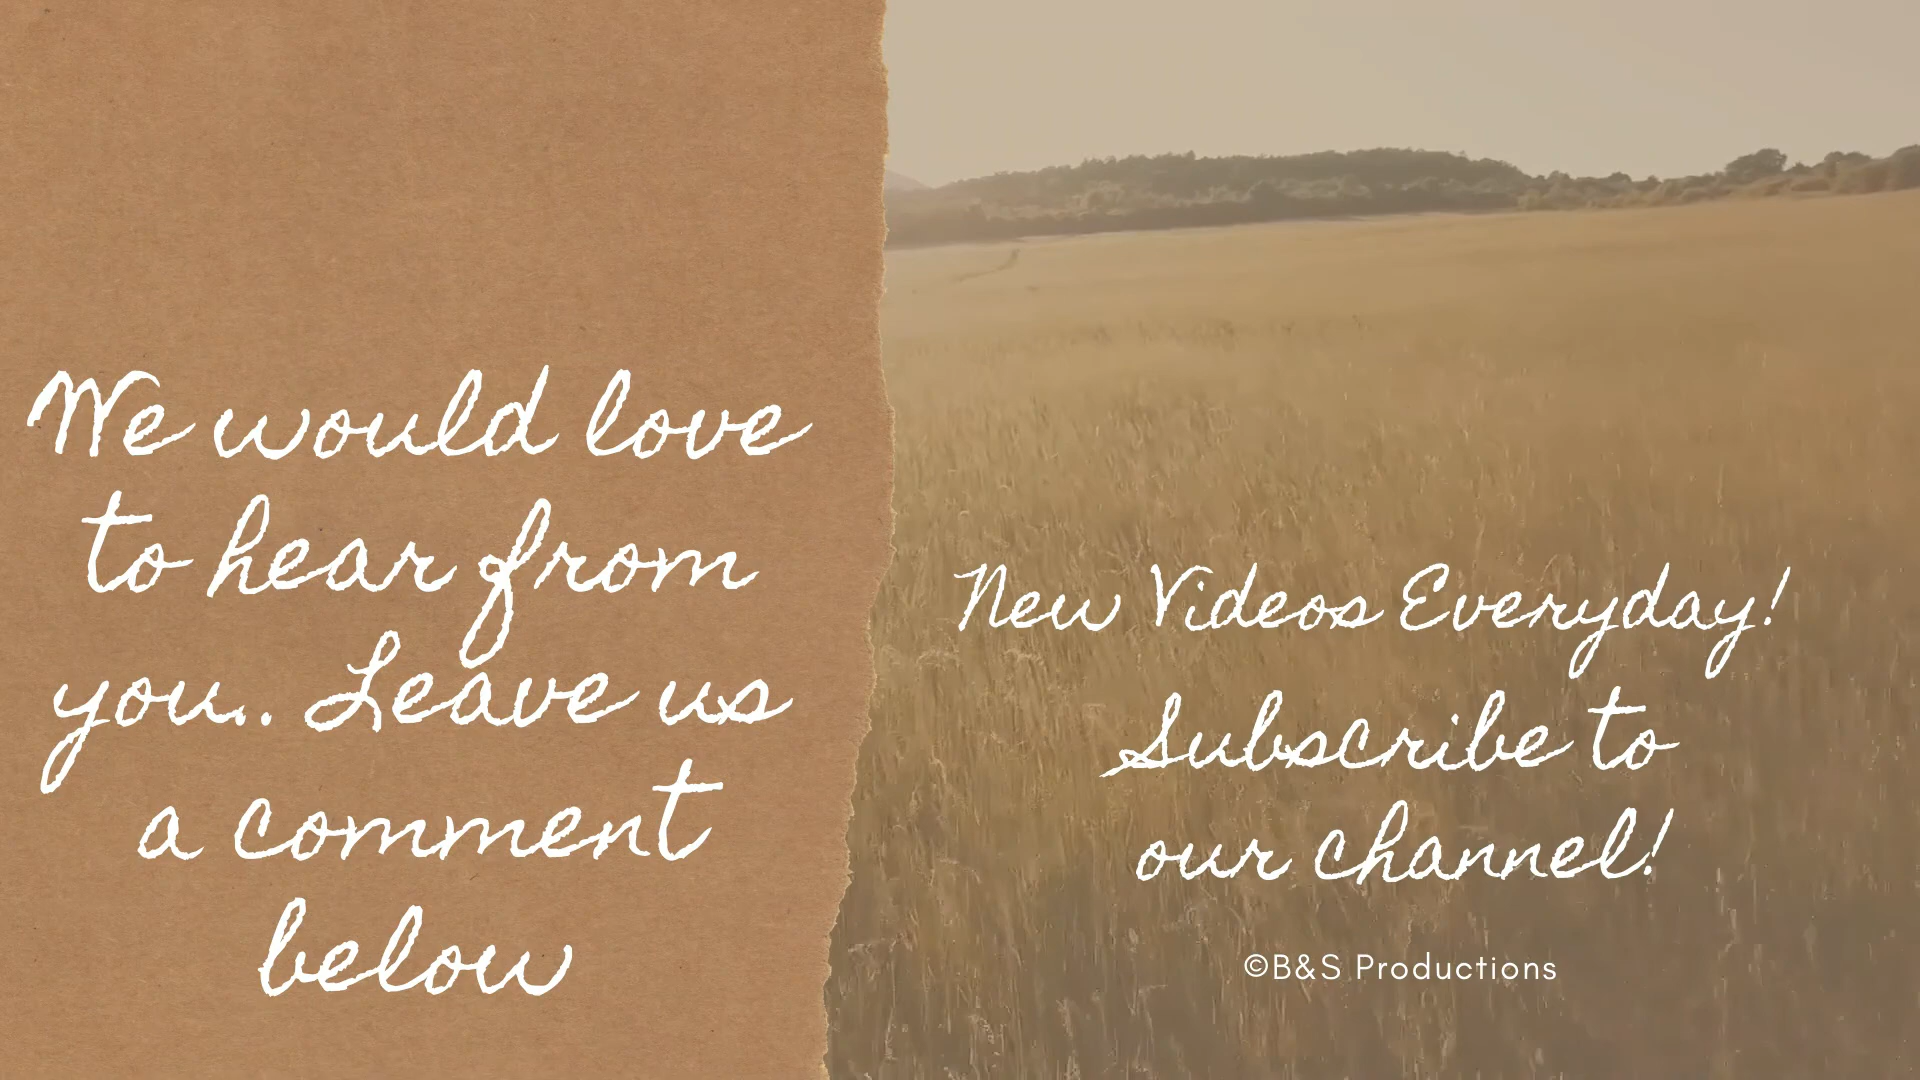 We would love
to hear from
you.. Leave us
a comment
below
New Videos Everyday!
Subscribe to
our channel!
©B&S Productions